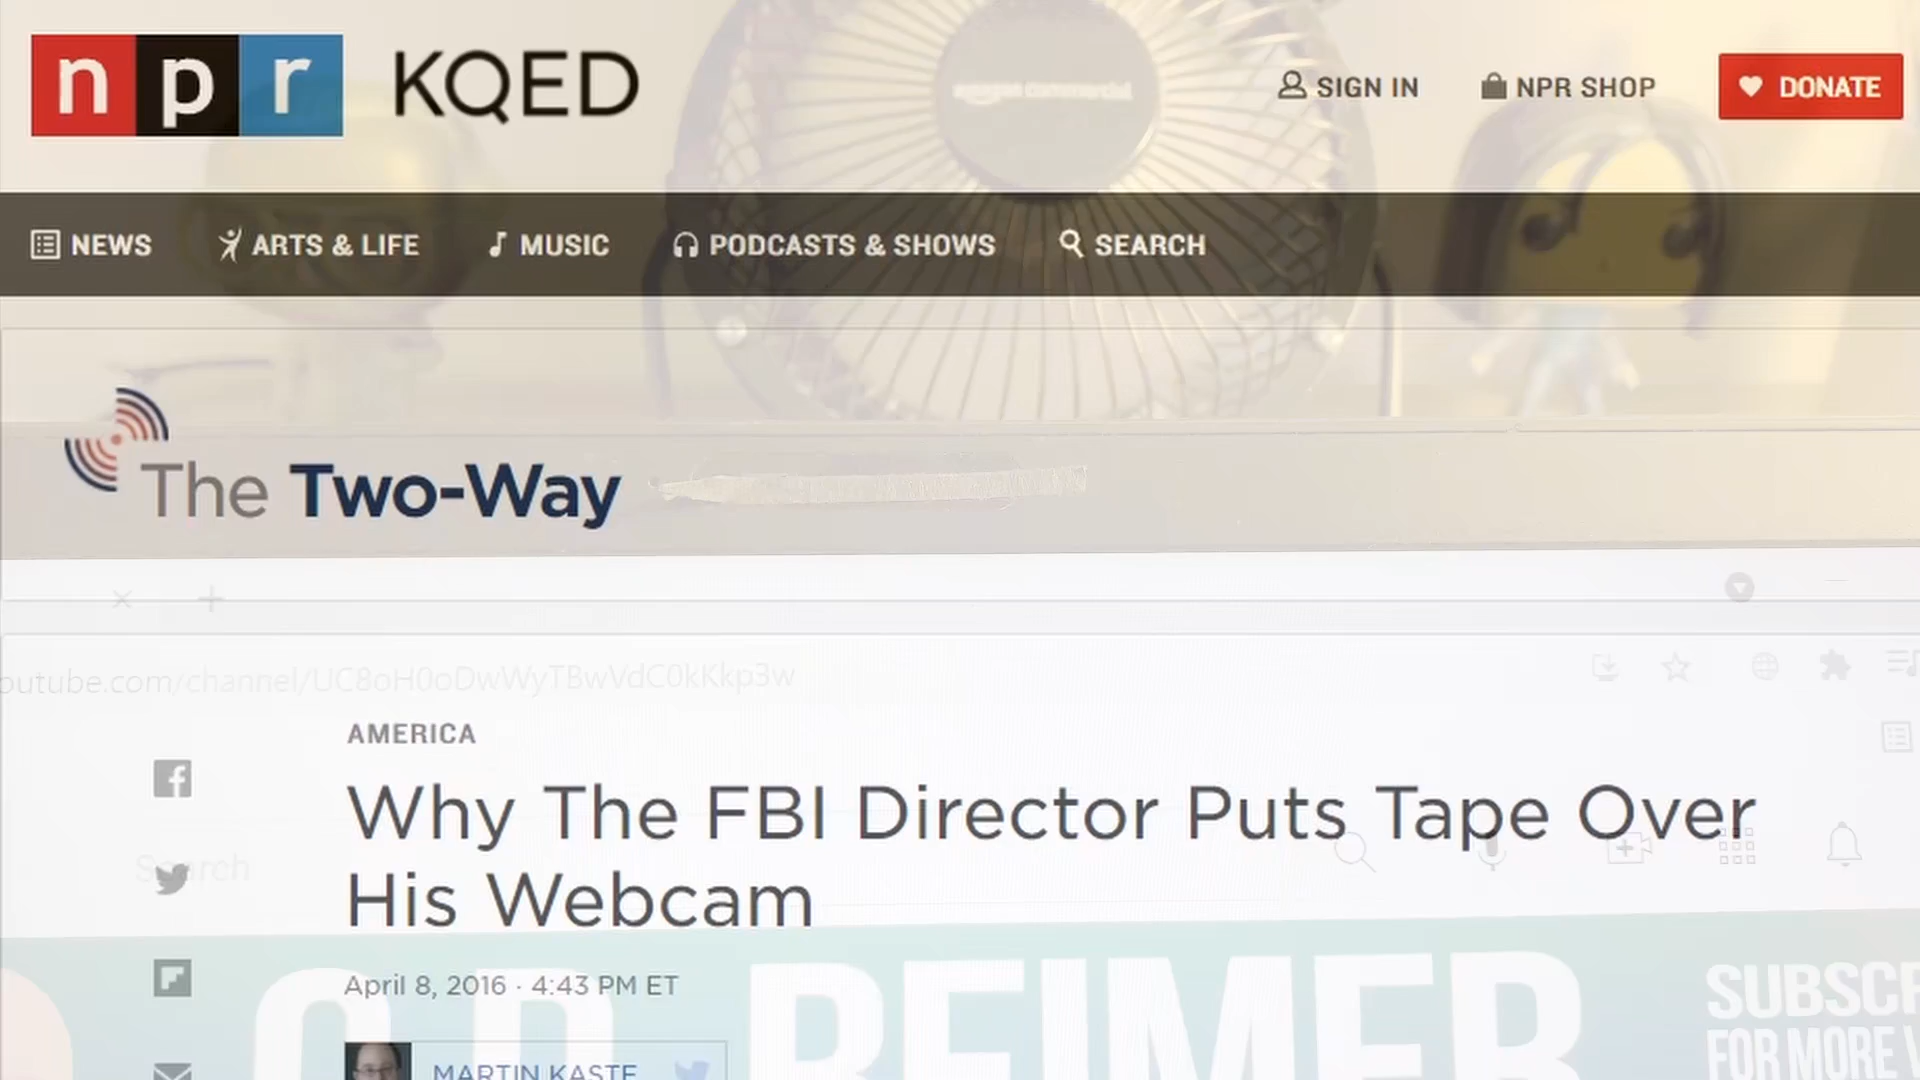 npr KQED
SIGN IN
NPR SHOP
DONATE
NEWS
ARTS & LIFE
MUSIC
PODCASTS & SHOWS
SEARCH
The Two-Way
outube.com/channel/UC8oH0oDwWyTBwVdC0kKkp3w
AMERICA
Why The FBI Director Puts Tape Over
His Webcam
Search
April 8, 2016 · 4:43 PM ET
MARTIN KASTE
REIMER
SUBSCR
FOR MORE V